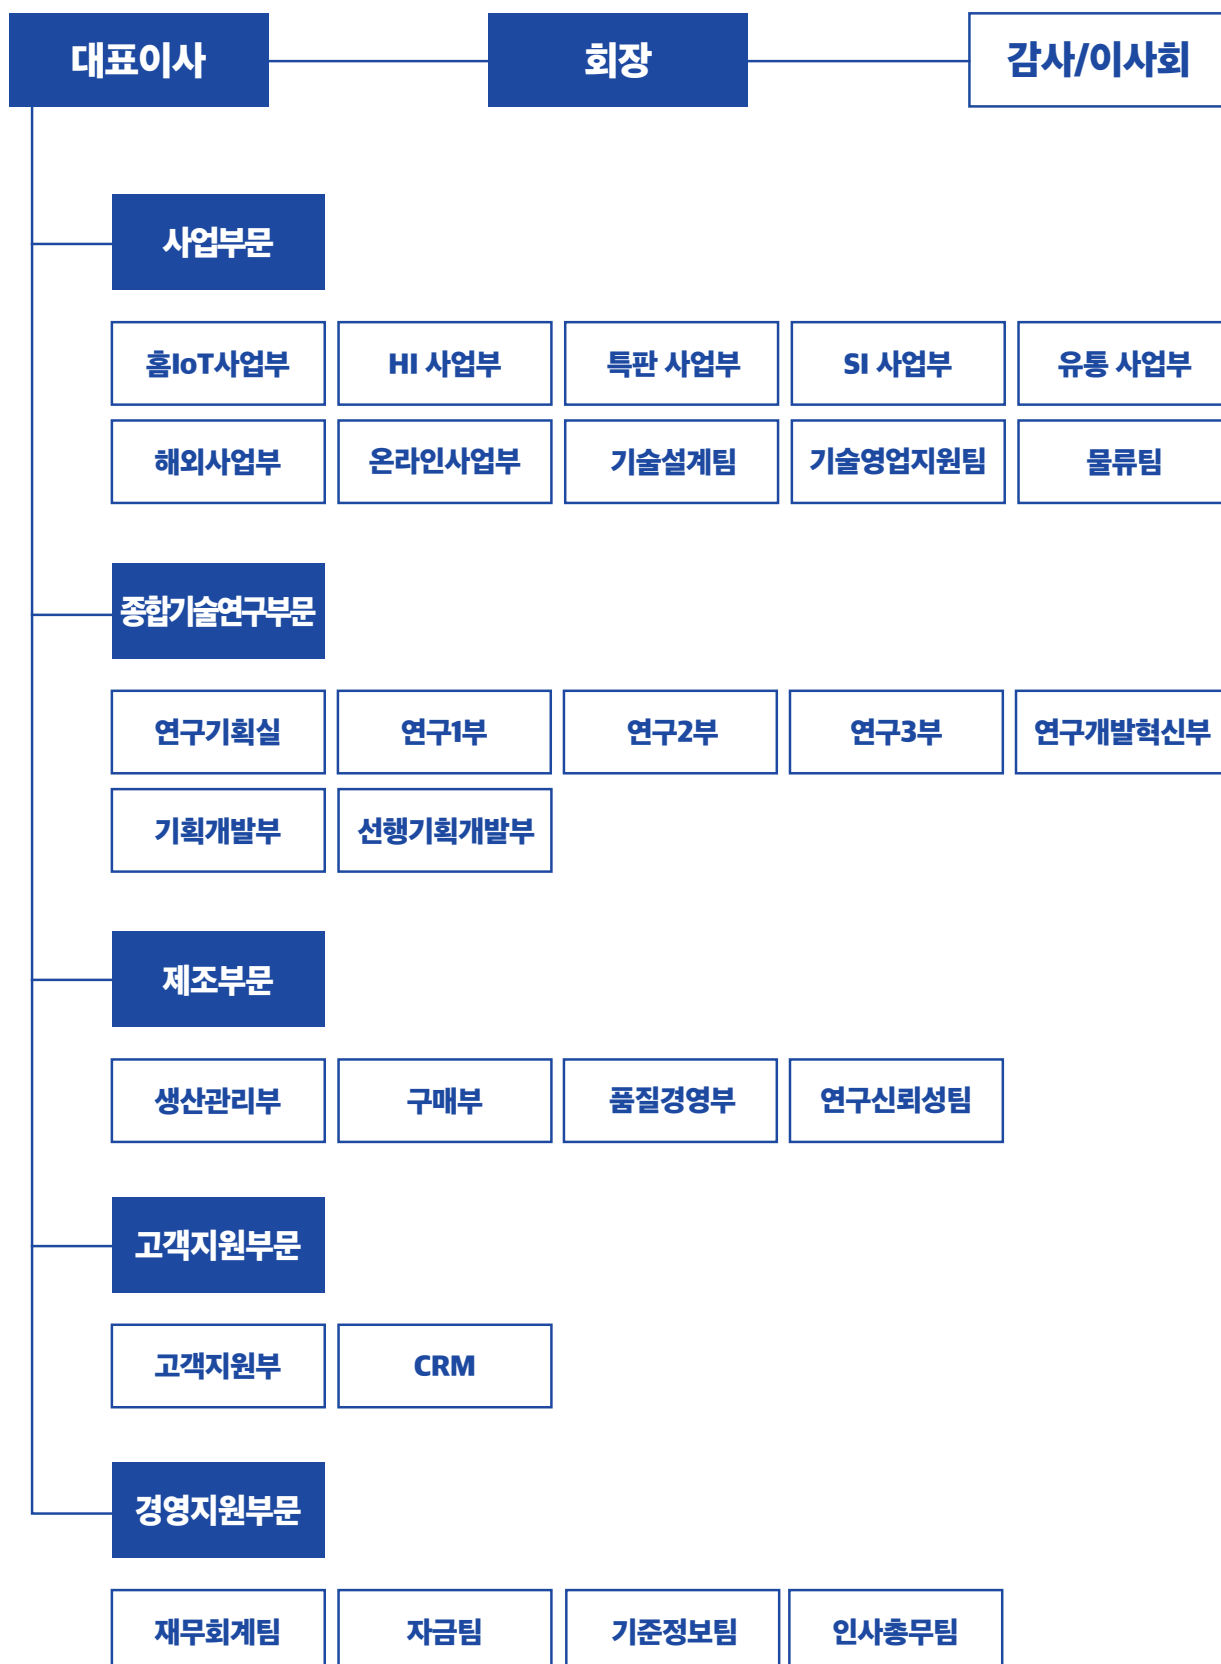 대표이사 회장 감사/이사회
사업부문
홈IoT사업부 HI 사업부 특판 사업부 SI 사업부 유통 사업부
해외사업부 온라인사업부 기술설계팀 기술영업지원팀 물류팀
종합기술연구부문
연구기획실 연구1부 연구2부 연구3부 연구개발혁신부
기획개발부 선행기획개발부
제조부문
생산관리부 구매부 품질경영부 연구신뢰성팀
고객지원부문
고객지원부 CRM
경영지원부문
재무회계팀 자금팀 기준정보팀 인사총무팀